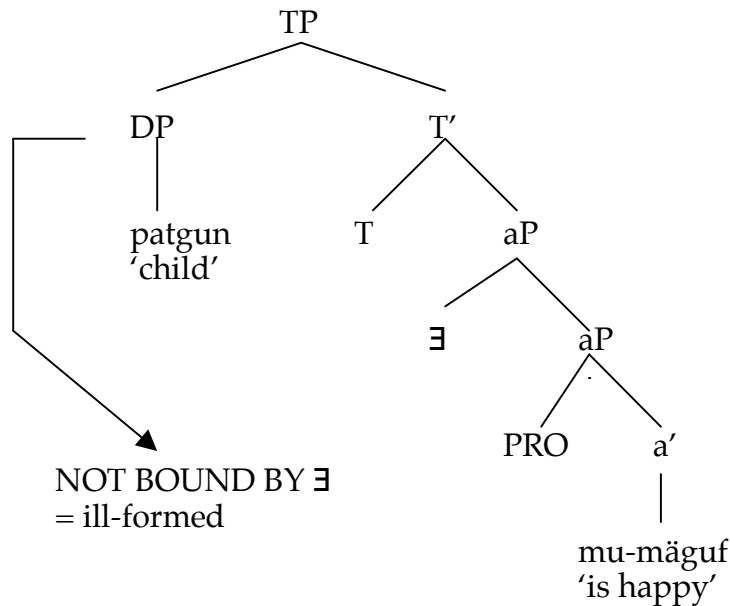 TP
DP T’
patgun T aP
‘child’
∃ aP
PRO a’
NOT BOUND BY ∃
= ill-formed
mu-mäguf
‘is happy’